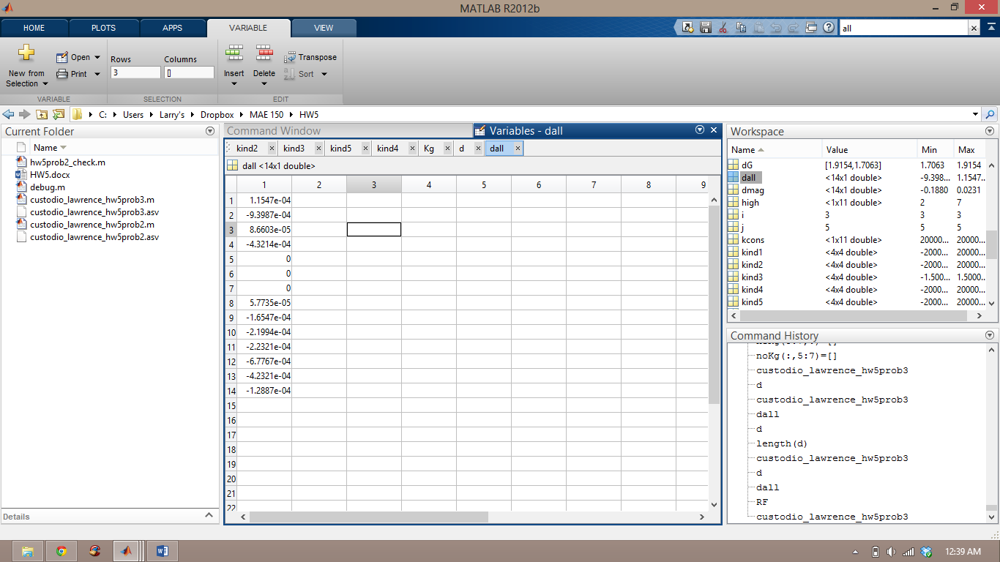 MATLAB R2012b
HOME PLOTS APPS VARIABLE VIEW all
New from Selection Open Print Rows Columns Insert Delete Transpose Sort
3 []
VARIABLE SELECTION EDIT
C: Users Larry's Dropbox MAE 150 HW5
Current Folder
Name
hw5prob2_check.m
HW5.docx
debug.m
custodio_lawrence_hw5prob3.m
custodio_lawrence_hw5prob3.asv
custodio_lawrence_hw5prob2.m
custodio_lawrence_hw5prob2.asv
Details
Command Window Variables - dall
kind2 kind3 kind5 kind4 Kg d dall
dall <14x1 double>
1 2 3 4 5 6 7 8 9
1 1.1547e-04
2 -9.3987e-04
3 8.6603e-05
4 -4.3214e-04
5 0
6 0
7 0
8 5.7735e-05
9 -1.6547e-04
10 -2.1994e-04
11 -2.2321e-04
12 -6.7767e-04
13 -4.2321e-04
14 -1.2887e-04
15
16
17
18
19
20
21
22
Workspace
Name Value Min Max
dG [1.9154,1.7063] 1.7063 1.9154
dall <14x1 double> -9.398... 1.1547...
dmag <14x1 double> -0.1880 0.0231
high <1x11 double> 2 7
i 3 3 3
j 5 5 5
kcons <1x11 double> 20000... 20000...
kind1 <4x4 double> -2000... 20000...
kind2 <4x4 double> -2000... 20000...
kind3 <4x4 double> -1.500... 1.5000...
kind4 <4x4 double> -2000... 20000...
kind5 <4x4 double> -2000... 20000...
Command History
noKg(:,5:7)=[]
custodio_lawrence_hw5prob3
d
custodio_lawrence_hw5prob3
dall
d
length(d)
custodio_lawrence_hw5prob3
d
dall
RF
custodio_lawrence_hw5prob3
12:39 AM